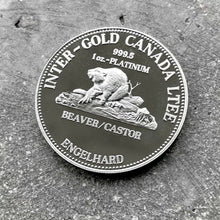 INTER-GOLD CANADA LTEE
999.5
1 oz.-PLATINUM
BEAVER/CASTOR
ENGELHARD